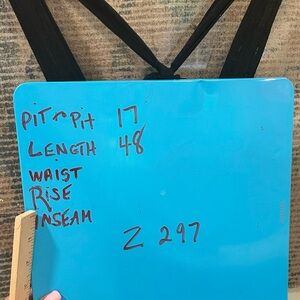 PIT ~ PIT 17
LENGTH 48
WAIST
RISE
INSEAM
Z 297